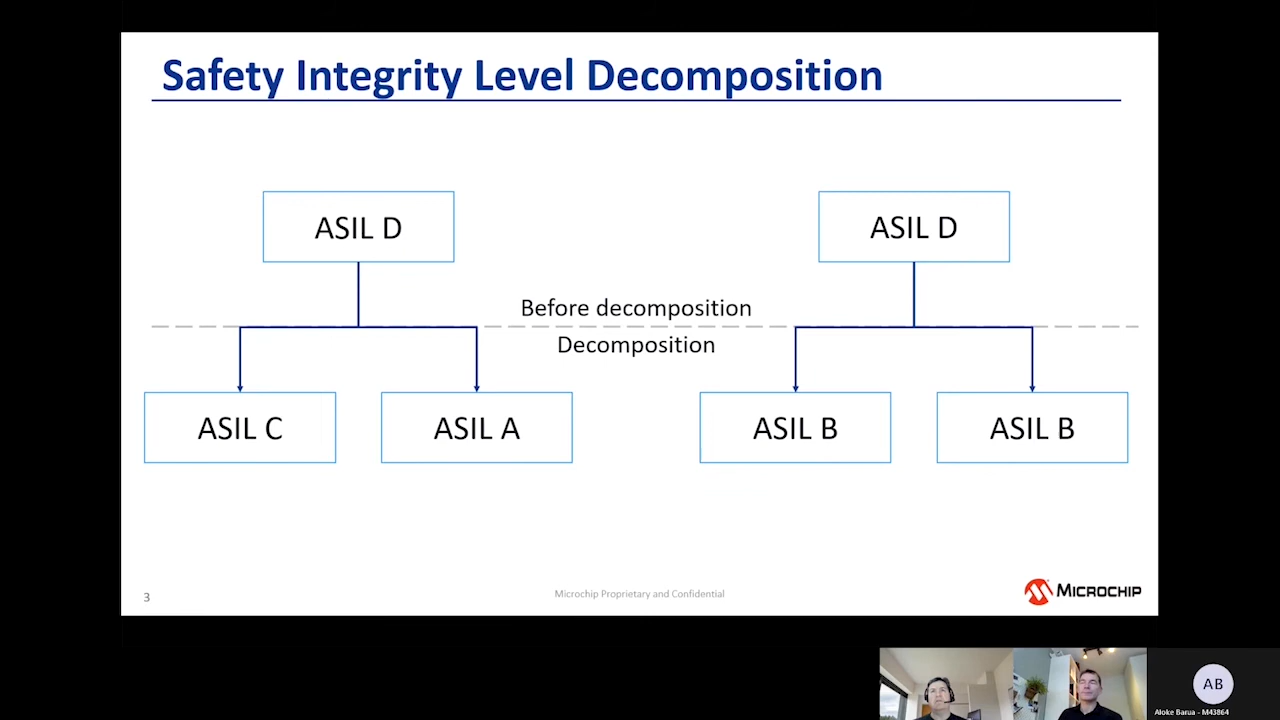 Safety Integrity Level Decomposition
ASIL D
ASIL D
Before decomposition
Decomposition
ASIL C
ASIL A
ASIL B
ASIL B
3
Microchip Proprietary and Confidential
MICROCHIP
AB
Aloke Barua - M43864